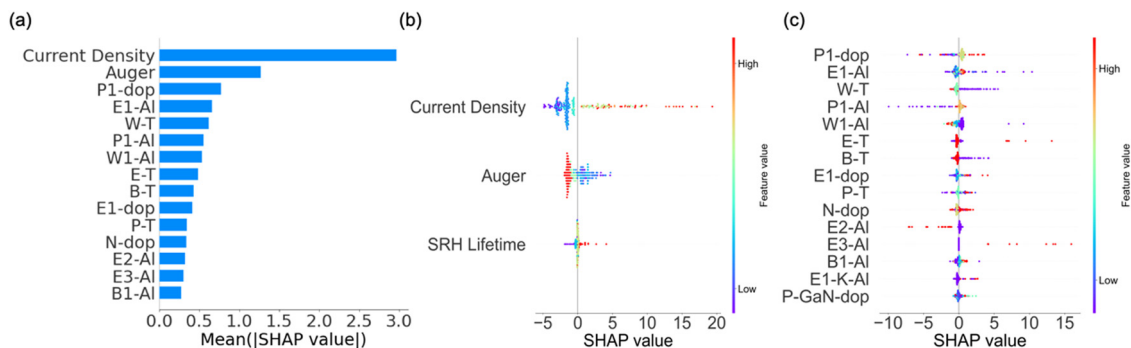 (a)
Current Density
Auger
P1-dop
E1-Al
W-T
P1-Al
W1-Al
E-T
B-T
E1-dop
P-T
N-dop
E2-Al
E3-Al
B1-Al
0.0 0.5 1.0 1.5 2.0 2.5 3.0
Mean(|SHAP value|)
(b)
Current Density
Auger
SRH Lifetime
−5 0 5 10 15 20
SHAP value
High
Feature value
Low
(c)
P1-dop
E1-Al
W-T
P1-Al
W1-Al
E-T
B-T
E1-dop
P-T
N-dop
E2-Al
E3-Al
B1-Al
E1-K-Al
P-GaN-dop
−10 −5 0 5 10 15
SHAP value
High
Feature value
Low